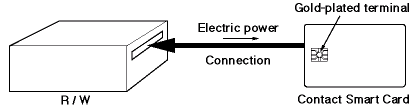 Gold-plated terminal
Electric power
Connection
R / W
Contact Smart Card